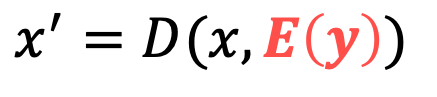 x′ = D(x, E(y))